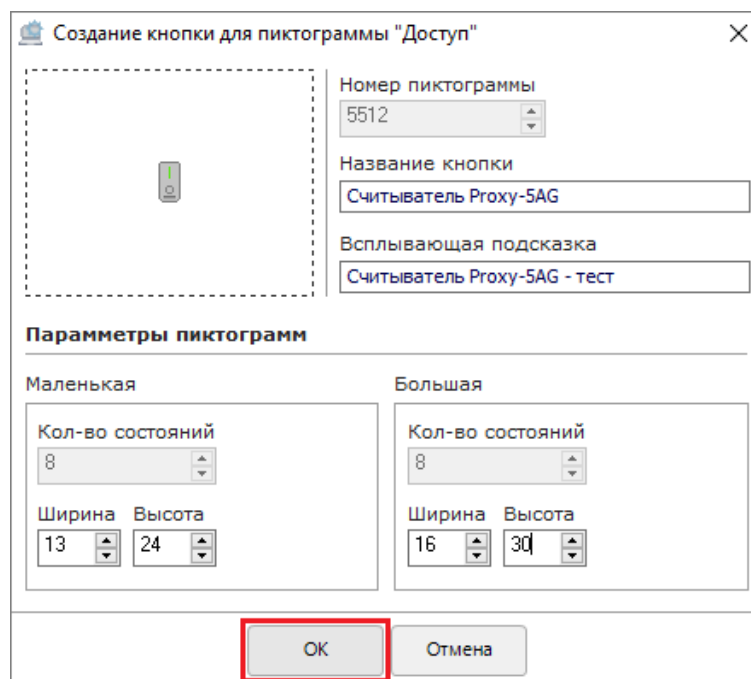 Создание кнопки для пиктограммы "Доступ"
Номер пиктограммы
5512
Название кнопки
Считыватель Proxy-5AG
Всплывающая подсказка
Считыватель Proxy-5AG - тест
Парамметры пиктограмм
Маленькая
Большая
Кол-во состояний
Кол-во состояний
8
8
Ширина Высота
Ширина Высота
13 24
16 30
OK
Отмена